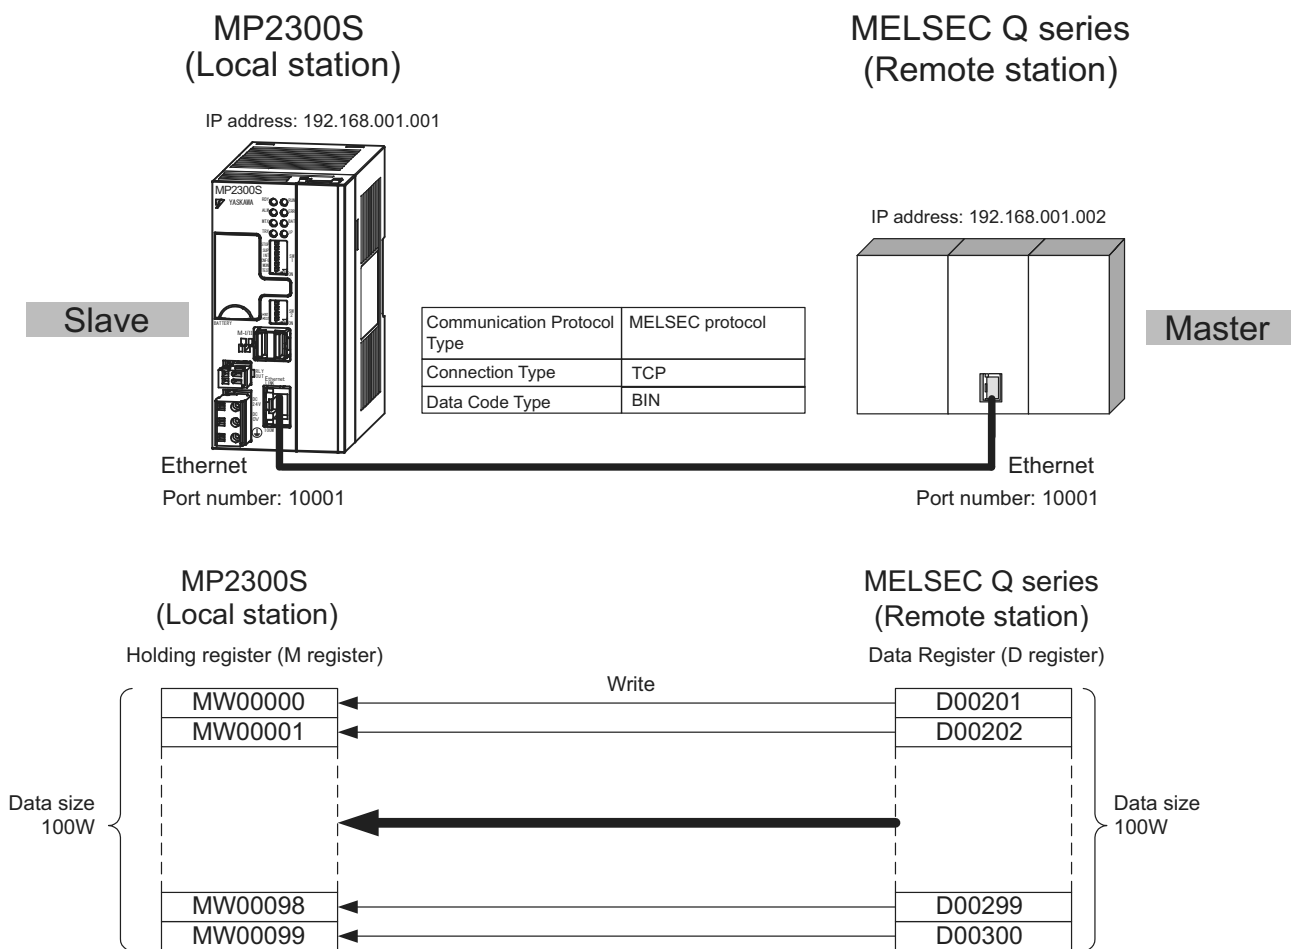 MP2300S
(Local station)
MELSEC Q series
(Remote station)
IP address: 192.168.001.001
IP address: 192.168.001.002
MP2300S
YASKAWA
BATTERY
Slave
Master
Communication Protocol Type
MELSEC protocol
Connection Type
TCP
Data Code Type
BIN
Ethernet
Ethernet
Ethernet
Port number: 10001
Port number: 10001
MP2300S
(Local station)
MELSEC Q series
(Remote station)
Holding register (M register)
Data Register (D register)
Write
MW00000
D00201
MW00001
D00202
Data size
100W
Data size
100W
MW00098
D00299
MW00099
D00300